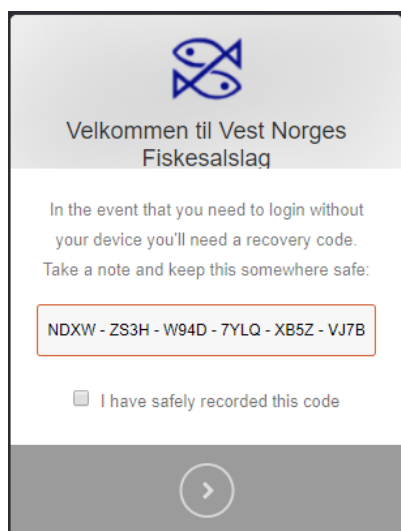 Velkommen til Vest Norges
Fiskesalslag
In the event that you need to login without
your device you'll need a recovery code.
Take a note and keep this somewhere safe:
NDXW - ZS3H - W94D - 7YLQ - XB5Z - VJ7B
I have safely recorded this code